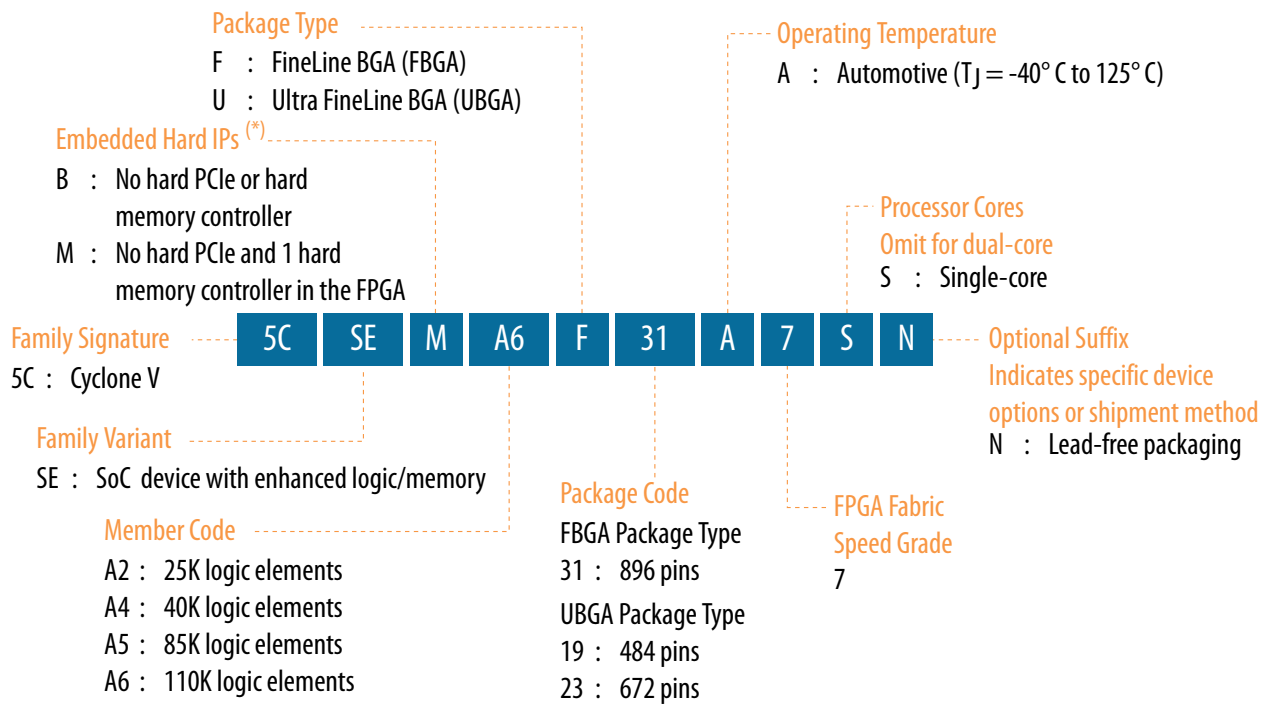 Package Type
F : FineLine BGA (FBGA)
U : Ultra FineLine BGA (UBGA)
Operating Temperature
A : Automotive (TJ = -40° C to 125° C)
Embedded Hard IPs (*)
B : No hard PCIe or hard
memory controller
M : No hard PCIe and 1 hard
memory controller in the FPGA
Processor Cores
Omit for dual-core
S : Single-core
Family Signature
5C : Cyclone V
5C SE M A6 F 31 A 7 S N
Optional Suffix
Indicates specific device
options or shipment method
N : Lead-free packaging
Family Variant
SE : SoC device with enhanced logic/memory
Member Code
A2 : 25K logic elements
A4 : 40K logic elements
A5 : 85K logic elements
A6 : 110K logic elements
Package Code
FBGA Package Type
31 : 896 pins
UBGA Package Type
19 : 484 pins
23 : 672 pins
FPGA Fabric
Speed Grade
7